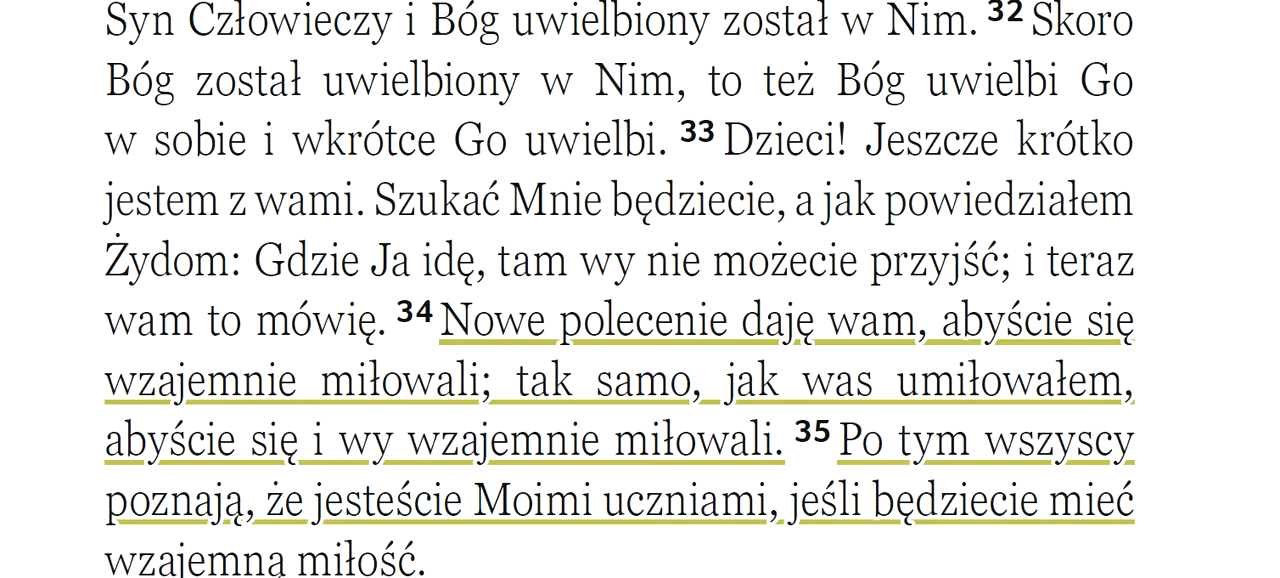 Syn Człowieczy i Bóg uwielbiony został w Nim. 32 Skoro
Bóg został uwielbiony w Nim, to też Bóg uwielbi Go
w sobie i wkrótce Go uwielbi. 33 Dzieci! Jeszcze krótko
jestem z wami. Szukać Mnie będziecie, a jak powiedziałem
Żydom: Gdzie Ja idę, tam wy nie możecie przyjść; i teraz
wam to mówię. 34 Nowe polecenie daję wam, abyście się
wzajemnie miłowali; tak samo, jak was umiłowałem,
abyście się i wy wzajemnie miłowali. 35 Po tym wszyscy
poznają, że jesteście Moimi uczniami, jeśli będziecie mieć
wzajemną miłość.